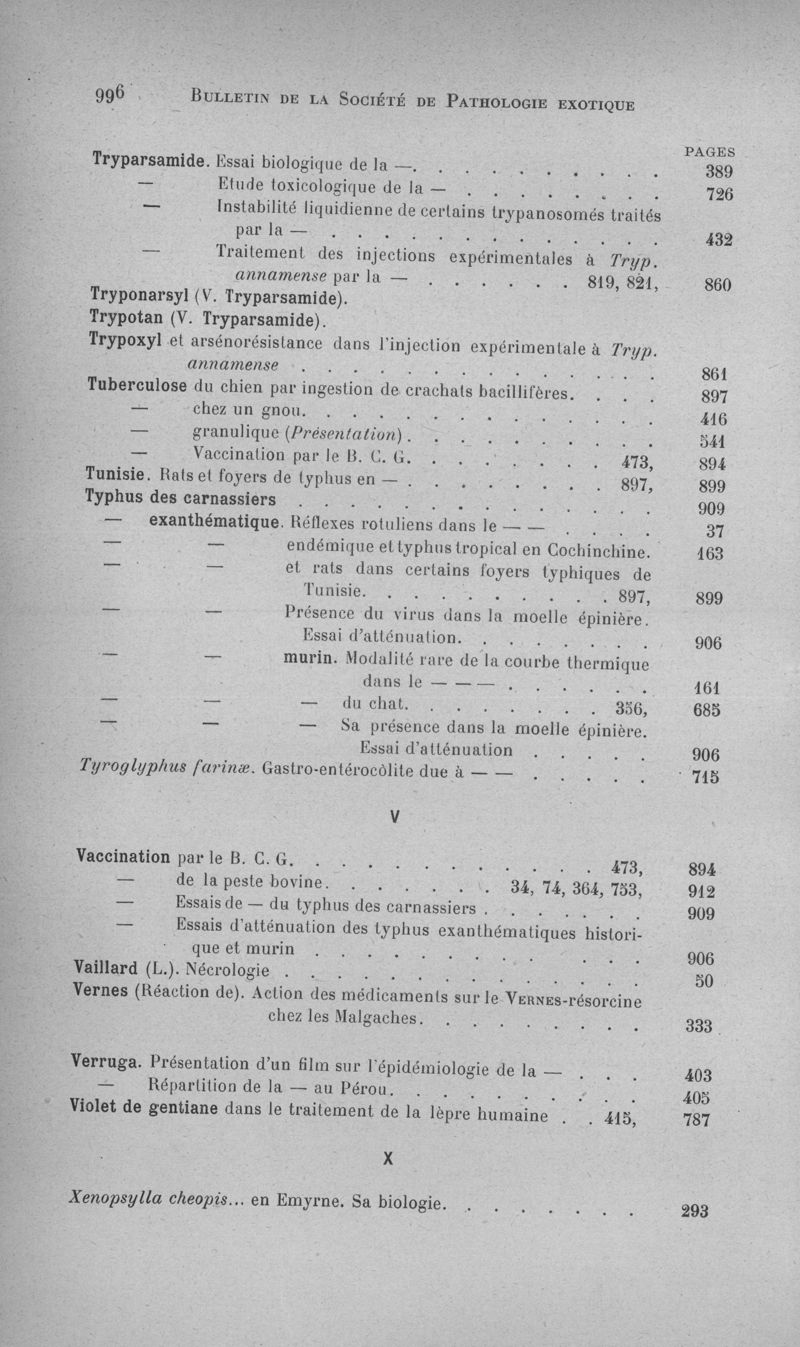 996 BULLETIN DE LA SOCIÉTÉ DE PATHOLOGIE EXOTIQUE
PAGES
Tryparsamide. Essai biologique de la —. . . . . . . . . . 389
— Etude toxicologique de la — . . . . . . . . 726
— Instabilité liquidienne de certains trypanosomés traités
par la — . . . . . . . . . . . . . 432
— Traitement des injections expérimentales à Tryp.
annamense par la — . . . . . . 819, 821, 860
Tryponarsyl (V. Tryparsamide).
Trypotan (V. Tryparsamide).
Trypoxyl et arsénorésistance dans l'injection expérimentale à Tryp.
annamense . . . . . . . . . . . . . . 861
Tuberculose du chien par ingestion de crachats bacillifères. . . . 897
— chez un gnou. . . . . . . . . . . . . . 416
— granulique (Présentation) . . . . . . . . . . 541
— Vaccination par le B. C. G. . . . . . . . 473, 894
Tunisie. Rats et foyers de typhus en — . . . . . . . . . 897, 899
Typhus des carnassiers . . . . . . . . . . . . . . 909
— exanthématique. Réflexes rotuliens dans le — — . . . . 37
— — endémique et typhus tropical en Cochinchine. 163
— — et rats dans certains foyers typhiques de
Tunisie. . . . . . . . . . 897, 899
— — Présence du virus dans la moelle épinière.
Essai d'atténuation. . . . . . . . . 906
— — murin. Modalité rare de la courbe thermique
dans le — — — . . . . . . 161
— — — du chat. . . . . . . . 356, 685
— — — Sa présence dans la moelle épinière.
Essai d'atténuation . . . . . 906
Tyroglyphus farinæ. Gastro-entérocòlite due à — — . . . . . 715
V
Vaccination par le B. C. G. . . . . . . . . . . . . 473, 894
— de la peste bovine. . . . . . . 34, 74, 364, 753, 912
— Essais de — du typhus des carnassiers . . . . . . . 909
— Essais d'atténuation des typhus exanthématiques histori-
que et murin . . . . . . . . . . . . 906
Vaillard (L.). Nécrologie . . . . . . . . . . . . . . 50
Vernes (Réaction de). Action des médicaments sur le VERNES-résorcine
chez les Malgaches. . . . . . . . . 333
Verruga. Présentation d'un film sur l'épidémiologie de la — . . . 403
— Répartition de la — au Pérou. . . . . . . . . . 405
Violet de gentiane dans le traitement de la lèpre humaine . . 415, 787
X
Xenopsylla cheopis... en Emyrne. Sa biologie. . . . . . . . 293